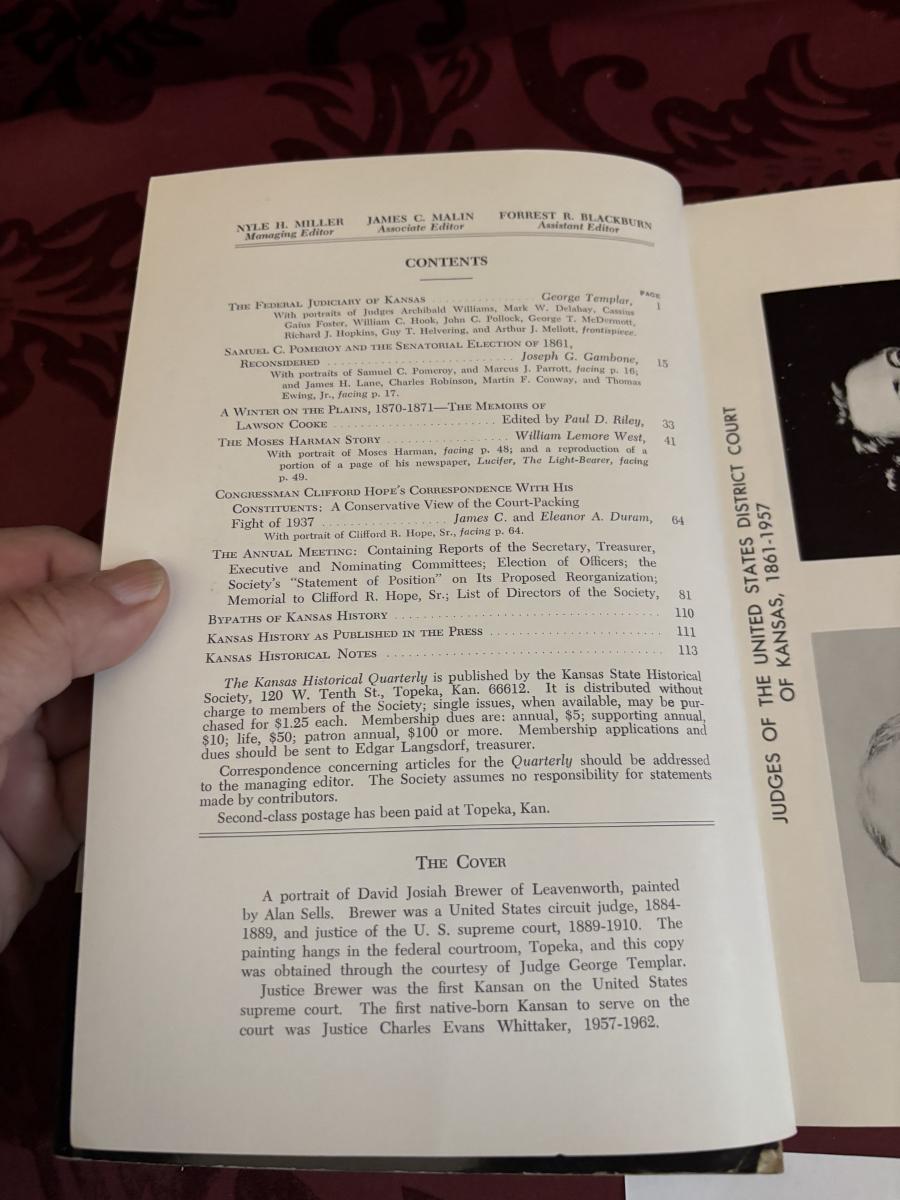 NYLE H. MILLER JAMES C. MALIN FORREST R. BLACKBURN
Managing Editor Associate Editor Assistant Editor
CONTENTS
PAGE
The Federal Judiciary of Kansas . . . . . . . . . . . . . . . . George Templar, 1
With portraits of Judges Archibald Williams, Mark W. Delahay, Cassius
Gaius Foster, William C. Hook, John C. Pollock, George T. McDermott,
Richard J. Hopkins, Guy T. Helvering, and Arthur J. Mellott, frontispiece.
Samuel C. Pomeroy and the Senatorial Election of 1861,
Reconsidered . . . . . . . . . . . . . . . . . . . . . . . . . . . . Joseph G. Gambone, 15
With portraits of Samuel C. Pomeroy, and Marcus J. Parrott, facing p. 16;
and James H. Lane, Charles Robinson, Martin F. Conway, and Thomas
Ewing, Jr., facing p. 17.
A Winter on the Plains, 1870-1871—The Memoirs of
Lawson Cooke . . . . . . . . . . . . . . . . . . . . . . . . Edited by Paul D. Riley, 33
The Moses Harman Story . . . . . . . . . . . . . . . . . . William Lemore West, 41
With portrait of Moses Harman, facing p. 48; and a reproduction of a
portion of a page of his newspaper, Lucifer, The Light-Bearer, facing
p. 49.
Congressman Clifford Hope's Correspondence With His
Constituents: A Conservative View of the Court-Packing
Fight of 1937 . . . . . . . . . . . . . . . . . . James C. and Eleanor A. Duram, 64
With portrait of Clifford R. Hope, Sr., facing p. 64.
The Annual Meeting: Containing Reports of the Secretary, Treasurer,
Executive and Nominating Committees; Election of Officers; the
Society's "Statement of Position" on Its Proposed Reorganization;
Memorial to Clifford R. Hope, Sr.; List of Directors of the Society, 81
Bypaths of Kansas History . . . . . . . . . . . . . . . . . . . . . . . . . . . . . . . . . . . . . 110
Kansas History as Published in the Press . . . . . . . . . . . . . . . . . . . . . . . . 111
Kansas Historical Notes . . . . . . . . . . . . . . . . . . . . . . . . . . . . . . . . . . . . . . 113
The Kansas Historical Quarterly is published by the Kansas State Historical
Society, 120 W. Tenth St., Topeka, Kan. 66612. It is distributed without
charge to members of the Society; single issues, when available, may be pur-
chased for $1.25 each. Membership dues are: annual, $5; supporting annual,
$10; life, $50; patron annual, $100 or more. Membership applications and
dues should be sent to Edgar Langsdorf, treasurer.
Correspondence concerning articles for the Quarterly should be addressed
to the managing editor. The Society assumes no responsibility for statements
made by contributors.
Second-class postage has been paid at Topeka, Kan.
The Cover
A portrait of David Josiah Brewer of Leavenworth, painted
by Alan Sells. Brewer was a United States circuit judge, 1884-
1889, and justice of the U. S. supreme court, 1889-1910. The
painting hangs in the federal courtroom, Topeka, and this copy
was obtained through the courtesy of Judge George Templar.
Justice Brewer was the first Kansan on the United States
supreme court. The first native-born Kansan to serve on the
court was Justice Charles Evans Whittaker, 1957-1962.
JUDGES OF THE UNITED STATES DISTRICT COURT
OF KANSAS, 1861-1957